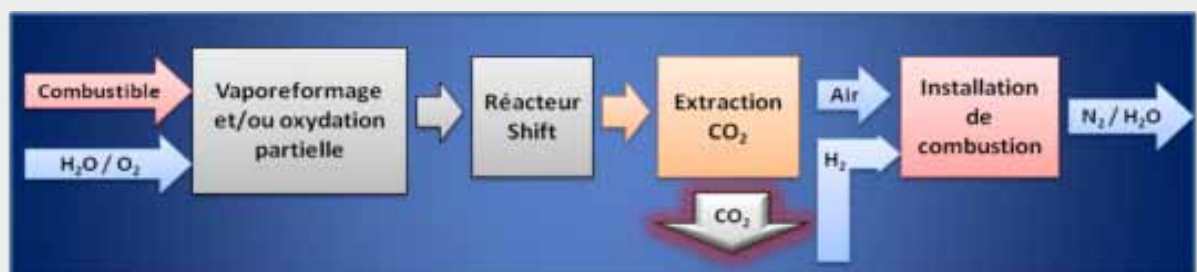 Combustible
H₂O / O₂
Vaporeformage
et/ou oxydation
partielle
Réacteur
Shift
Extraction
CO₂
CO₂
Air
H₂
Installation
de
combustion
N₂ / H₂O